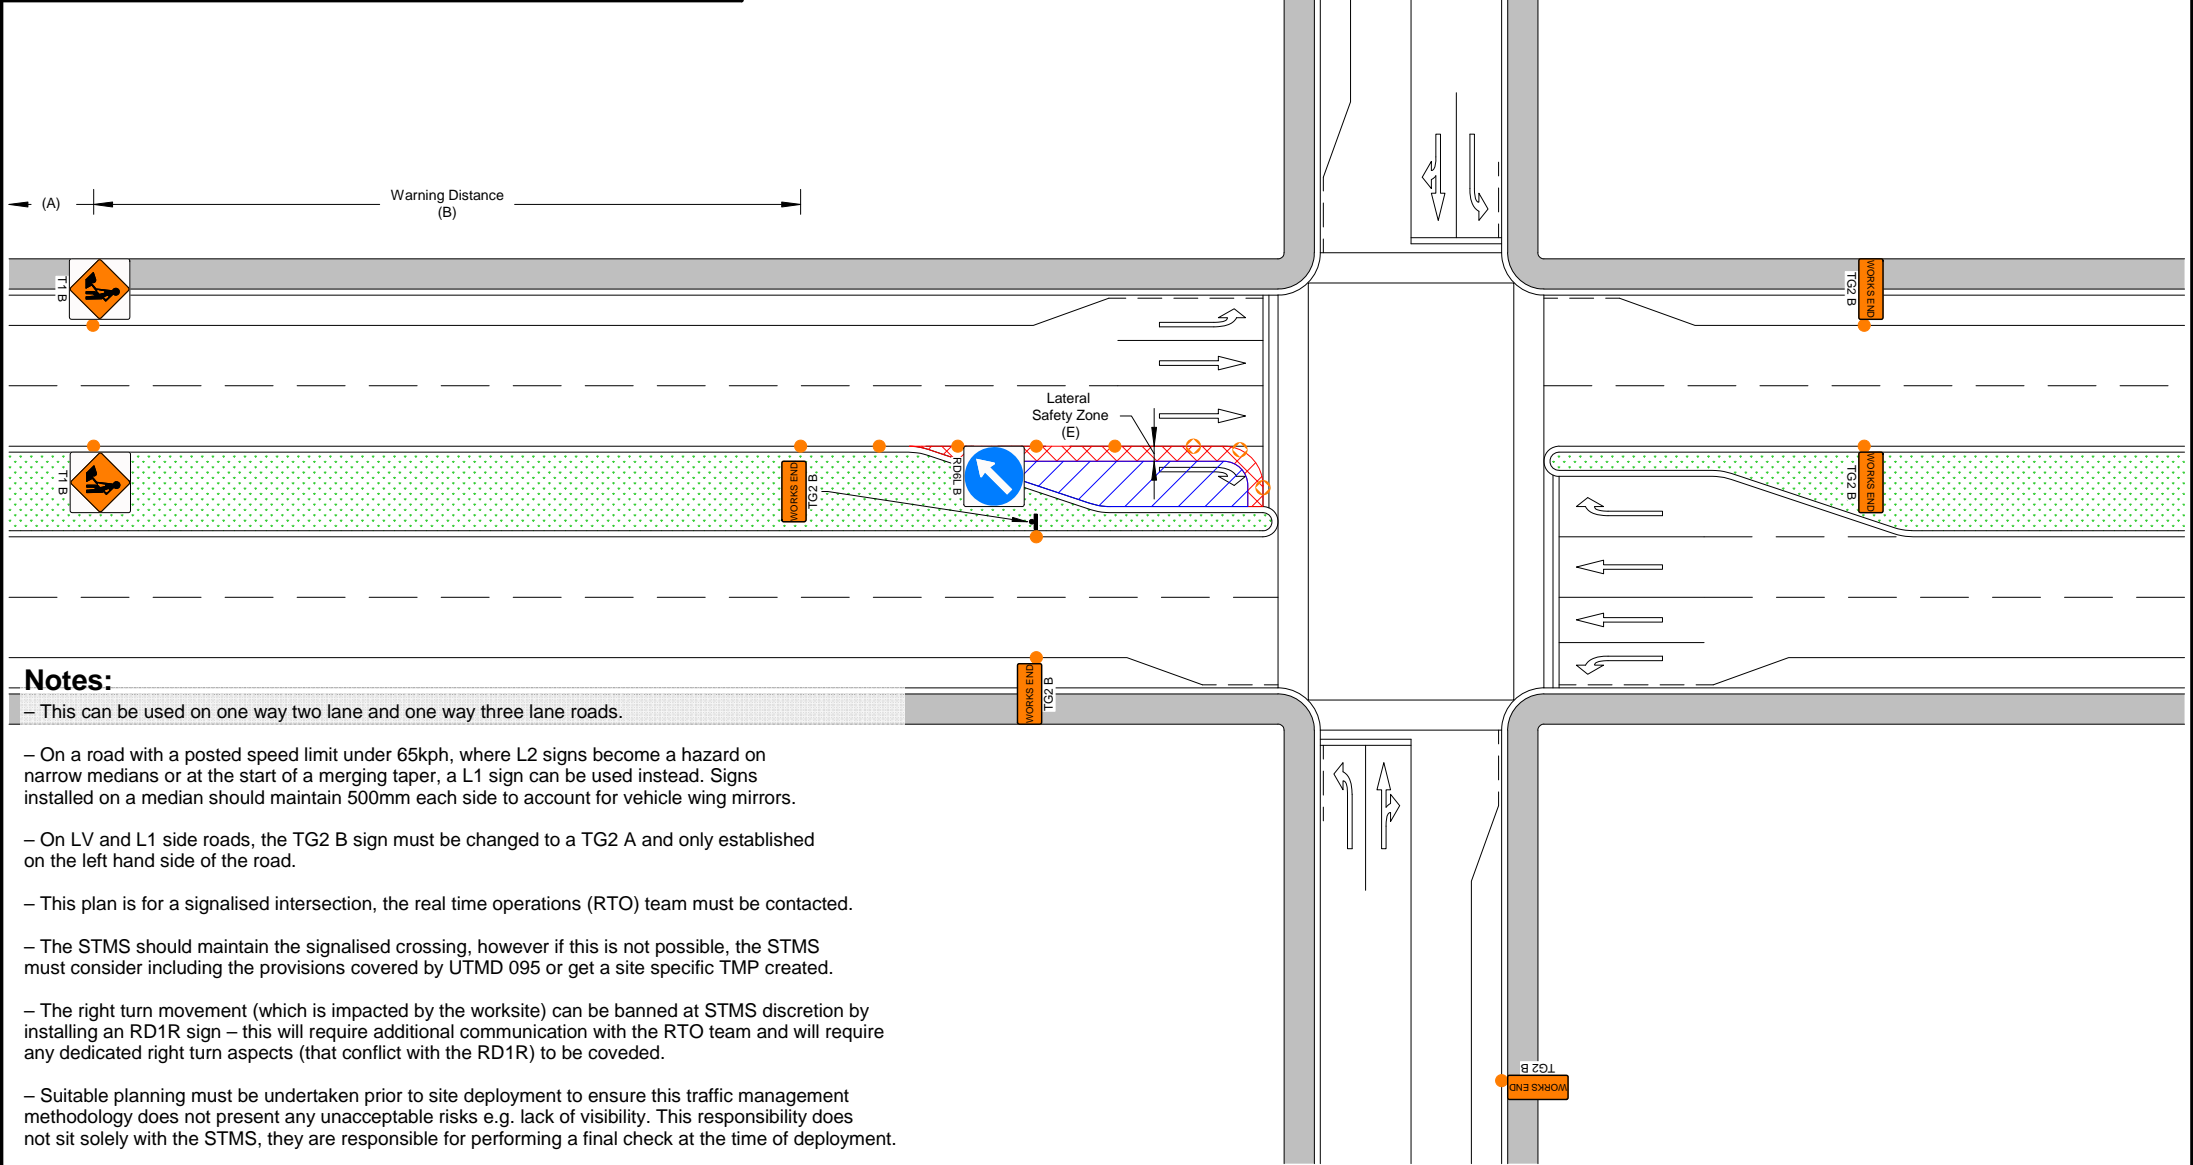 (A)
Warning Distance
(B)
T1 B
WORKS END
TG2 B
Lateral
Safety Zone
(E)
T1 B
WORKS END
TG2 B
RD6L B
WORKS END
TG2 B
WORKS END
TG2 B
Notes:
– This can be used on one way two lane and one way three lane roads.
– On a road with a posted speed limit under 65kph, where L2 signs become a hazard on
narrow medians or at the start of a merging taper, a L1 sign can be used instead. Signs
installed on a median should maintain 500mm each side to account for vehicle wing mirrors.
– On LV and L1 side roads, the TG2 B sign must be changed to a TG2 A and only established
on the left hand side of the road.
– This plan is for a signalised intersection, the real time operations (RTO) team must be contacted.
– The STMS should maintain the signalised crossing, however if this is not possible, the STMS
must consider including the provisions covered by UTMD 095 or get a site specific TMP created.
– The right turn movement (which is impacted by the worksite) can be banned at STMS discretion by
installing an RD1R sign – this will require additional communication with the RTO team and will require
any dedicated right turn aspects (that conflict with the RD1R) to be coveded.
– Suitable planning must be undertaken prior to site deployment to ensure this traffic management
methodology does not present any unacceptable risks e.g. lack of visibility. This responsibility does
not sit solely with the STMS, they are responsible for performing a final check at the time of deployment.
TG2 B
WORKS END